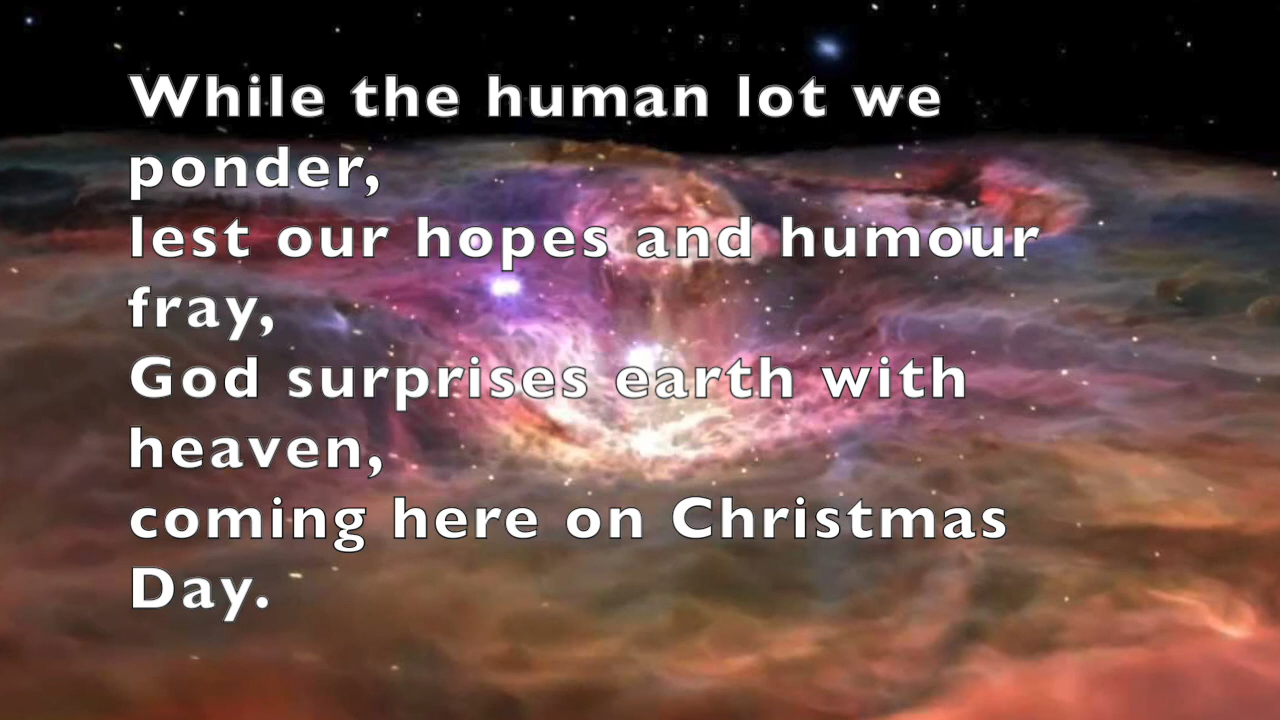 While the human lot we
ponder,
lest our hopes and humour
fray,
God surprises earth with
heaven,
coming here on Christmas
Day.